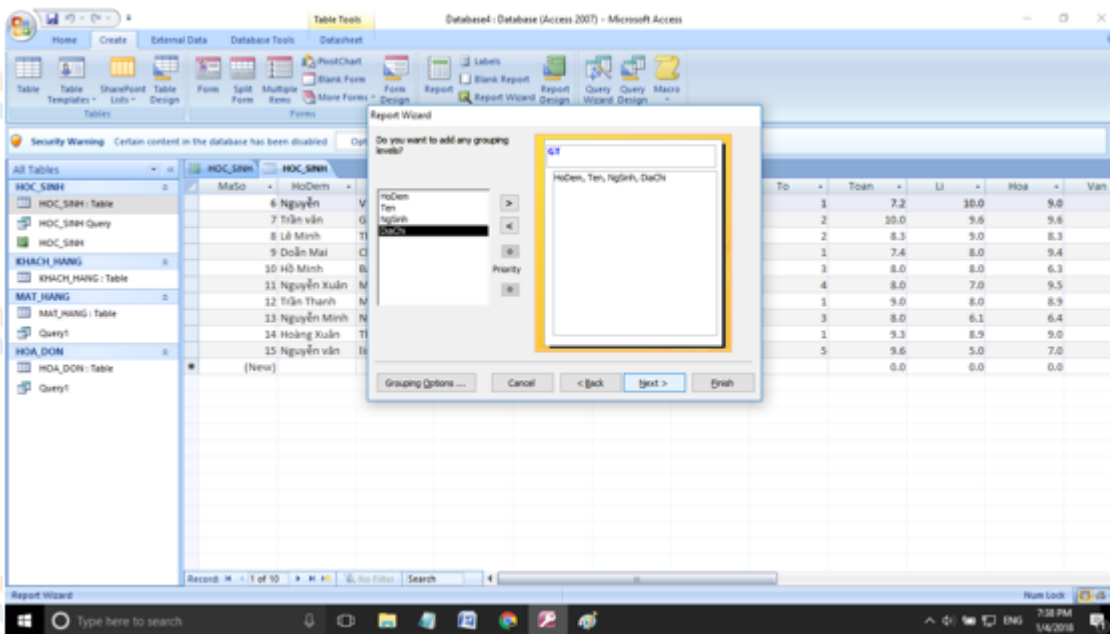 Table Tools
Database4 : Database (Access 2007) - Microsoft Access
Home Create External Data Database Tools Datasheet
PivotChart
Labels
Blank Form
Blank Report
More Forms
Report Wizard
Table Table Templates SharePoint Lists Table Design
Form Split Form Multiple Items Form Design
Report Report Design
Query Wizard Query Design Macro
Tables
Forms
Security Warning Certain content in the database has been disabled
All Tables
HOC_SINH
HOC_SINH : Table
HOC_SINH Query
HOC_SINH
KHACH_HANG
KHACH_HANG : Table
MAT_HANG
MAT_HANG : Table
Query1
HOA_DON
HOA_DON : Table
Query1
HOC_SINH HOC_SINH
MaSo HoDem To Toan Li Hoa Van
6 Nguyễn V 1 7.2 10.0 9.0
7 Trần văn G 2 10.0 9.6 9.6
8 Lê Minh T 2 8.3 9.0 8.3
9 Doãn Mai C 1 7.4 8.0 9.4
10 Hồ Minh 3 8.0 8.0 6.3
11 Nguyễn Xuân 4 8.0 7.0 9.5
12 Trần Thanh 1 9.0 8.0 8.9
13 Nguyễn Minh N 3 8.0 6.1 6.4
14 Hoàng Xuân T 1 9.3 8.9 9.0
15 Nguyễn văn 5 9.6 5.0 7.0
(New) 0.0 0.0 0.0
Report Wizard
Do you want to add any grouping
levels?
HoDem
Ten
NgSinh
DiaChi
>
<
Priority
GT
HoDem, Ten, NgSinh, DiaChi
Grouping Options ... Cancel < Back Next > Finish
Record: 1 of 10 No Filter Search
Report Wizard
Num Lock
Type here to search
ENG
7:38 PM
1/4/2018